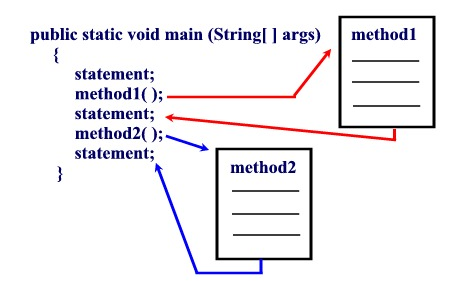 public static void main (String[ ] args)
{
statement;
method1( );
statement;
method2( );
statement;
}
method1
method2